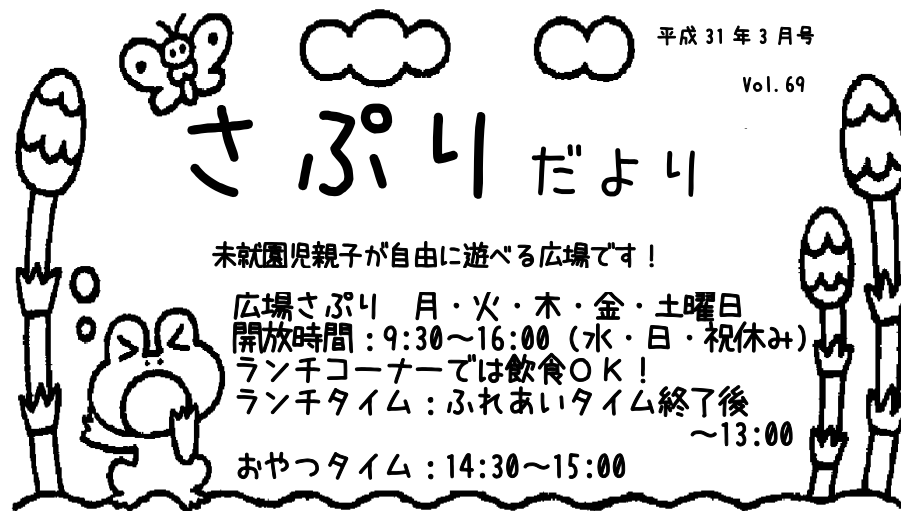 平成 31 年 3 月号
Vol. 69
さぷりだより
未就園児親子が自由に遊べる広場です！
広場さぷり　月・火・木・金・土曜日
開放時間：9:30～16:00（水・日・祝休み）
ランチコーナーでは飲食ＯＫ！
ランチタイム：ふれあいタイム終了後
～13:00
おやつタイム：14:30～15:00